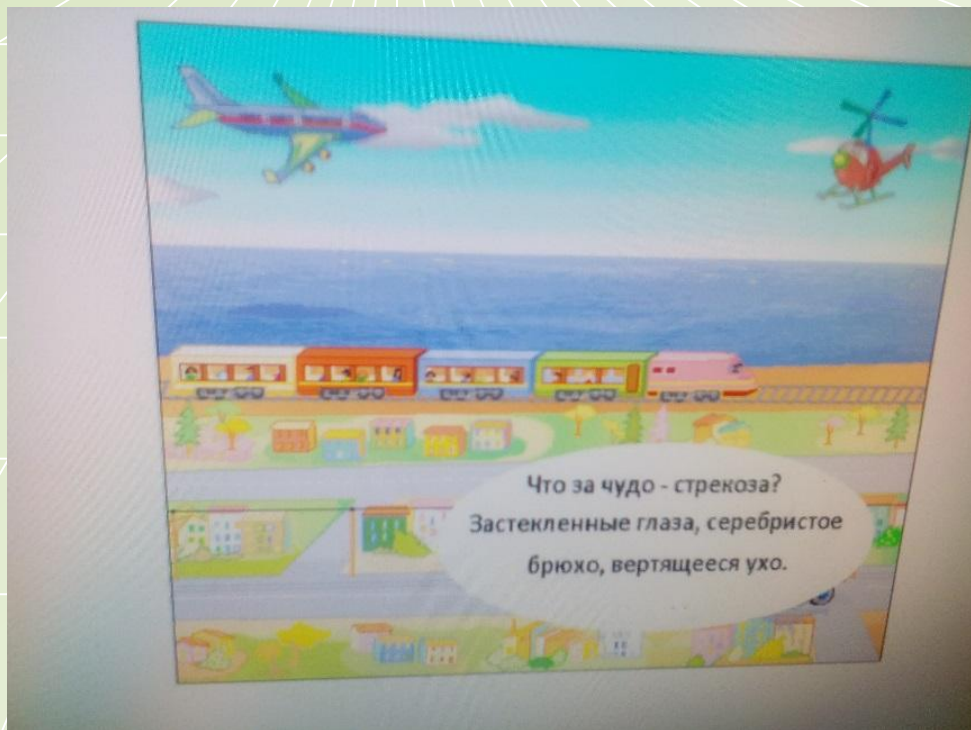 Что за чудо - стрекоза?
Застекленные глаза, серебристое
брюхо, вертящееся ухо.